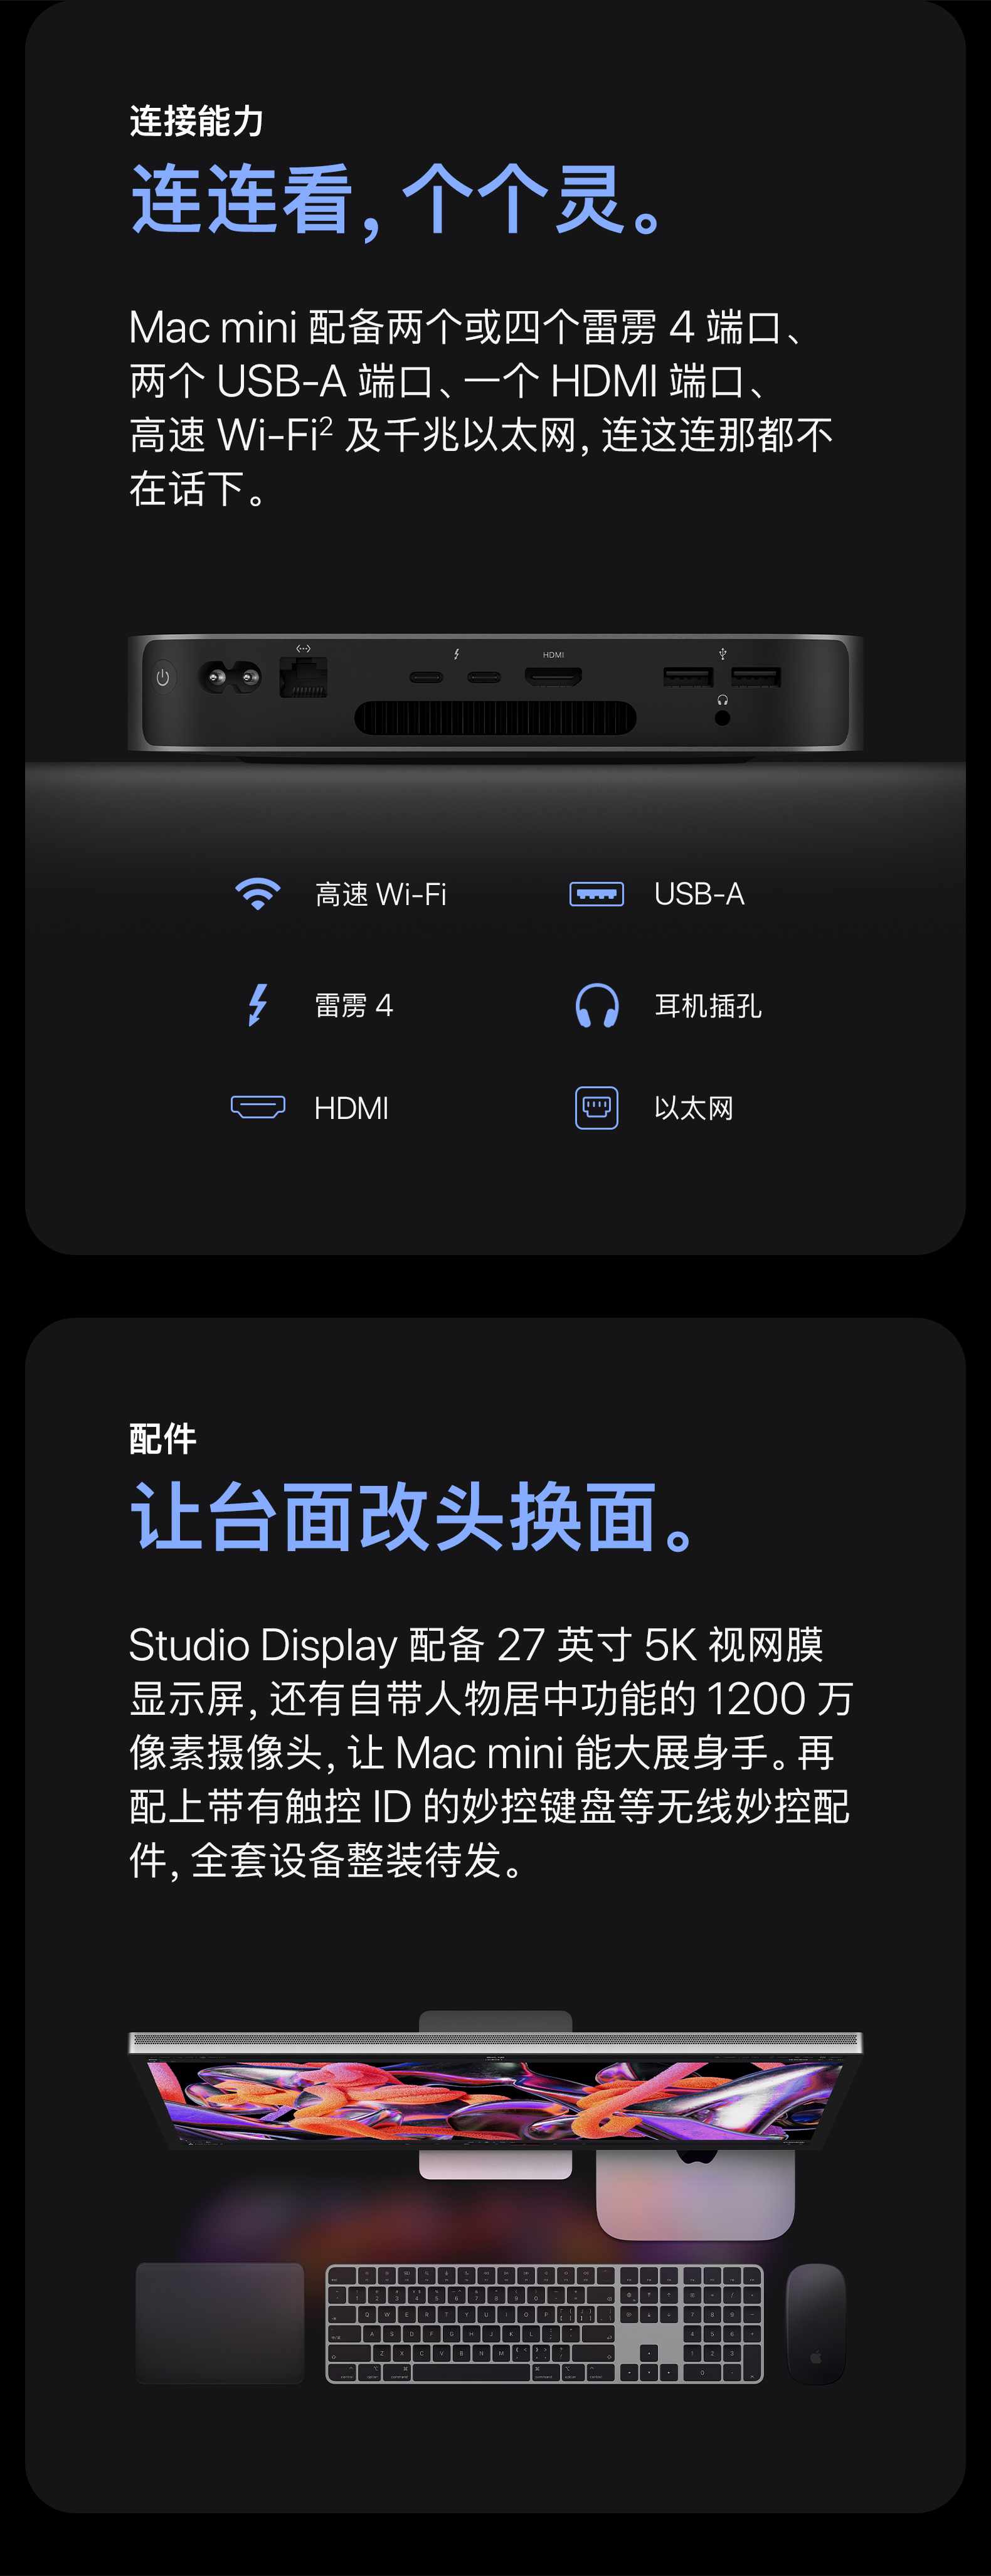 连接能力
连连看，个个灵。
Mac mini 配备两个或四个雷雳 4 端口、
两个 USB-A 端口、一个 HDMI 端口、
高速 Wi-Fi² 及千兆以太网，连这连那都不
在话下。
HDMI
高速 Wi-Fi
USB-A
雷雳 4
耳机插孔
HDMI
以太网
配件
让台面改头换面。
Studio Display 配备 27 英寸 5K 视网膜
显示屏，还有自带人物居中功能的 1200 万
像素摄像头，让 Mac mini 能大展身手。再
配上带有触控 ID 的妙控键盘等无线妙控配
件，全套设备整装待发。